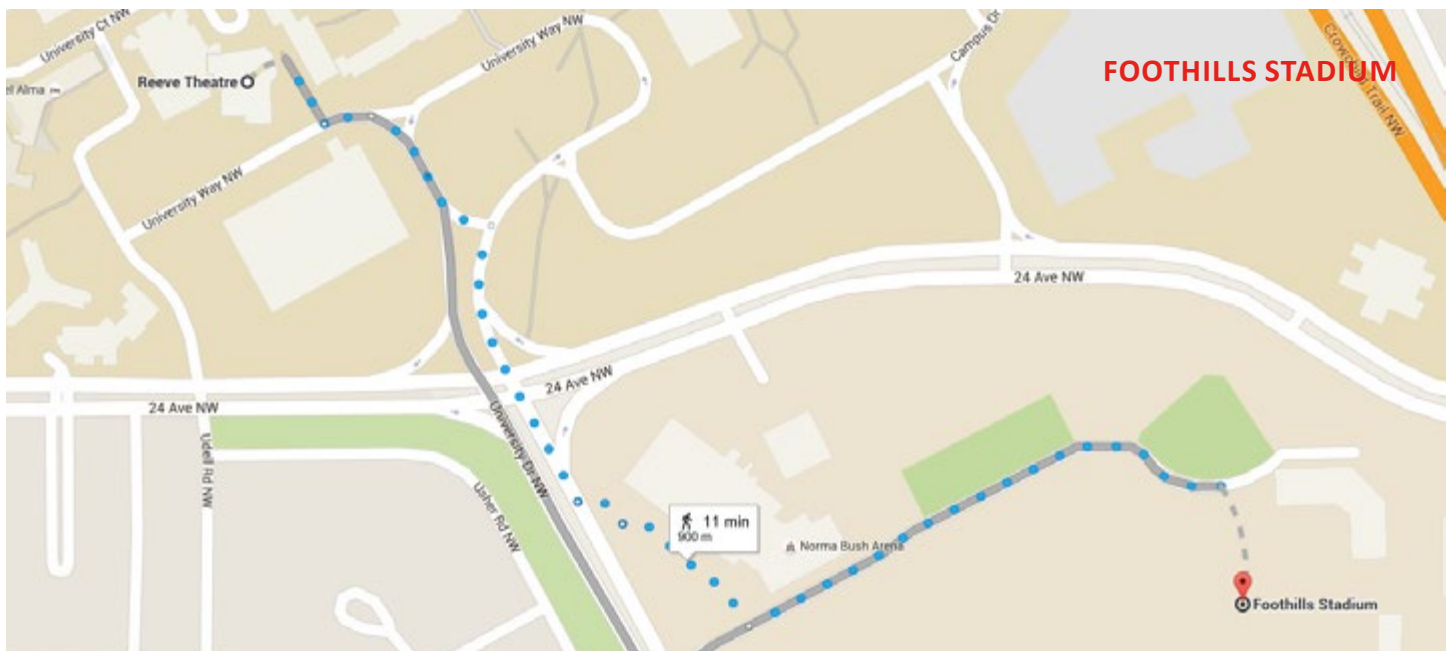 University Ct NW
University Way NW
Campus Dr
FOOTHILLS STADIUM
Crowchild Trail NW
Reeve Theatre
el Alma
University Way NW
24 Ave NW
24 Ave NW
24 Ave NW
University Dr NW
Udell Rd NW
Usher Rd NW
11 min
900 m
Norma Bush Arena
Foothills Stadium